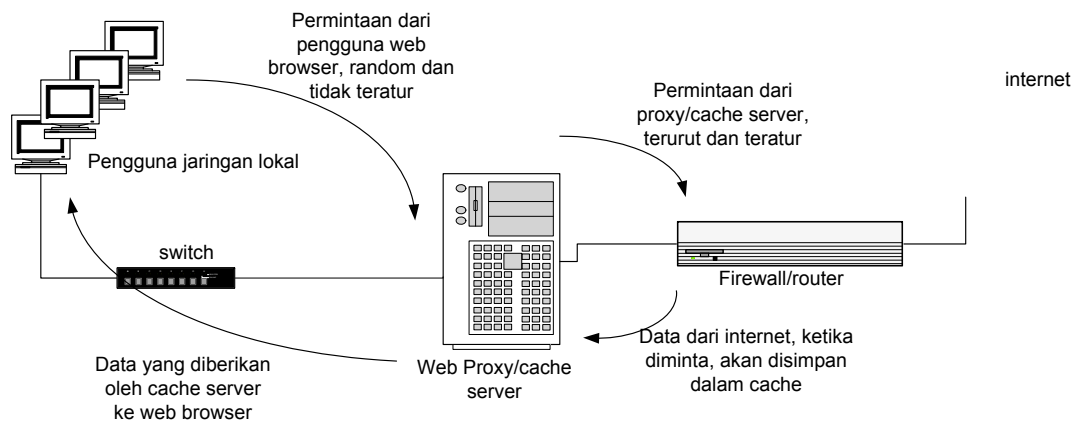 Permintaan dari
pengguna web
browser, random dan
tidak teratur
internet
Permintaan dari
proxy/cache server,
terurut dan teratur
Pengguna jaringan lokal
switch
Firewall/router
Web Proxy/cache
server
Data dari internet, ketika
diminta, akan disimpan
dalam cache
Data yang diberikan
oleh cache server
ke web browser